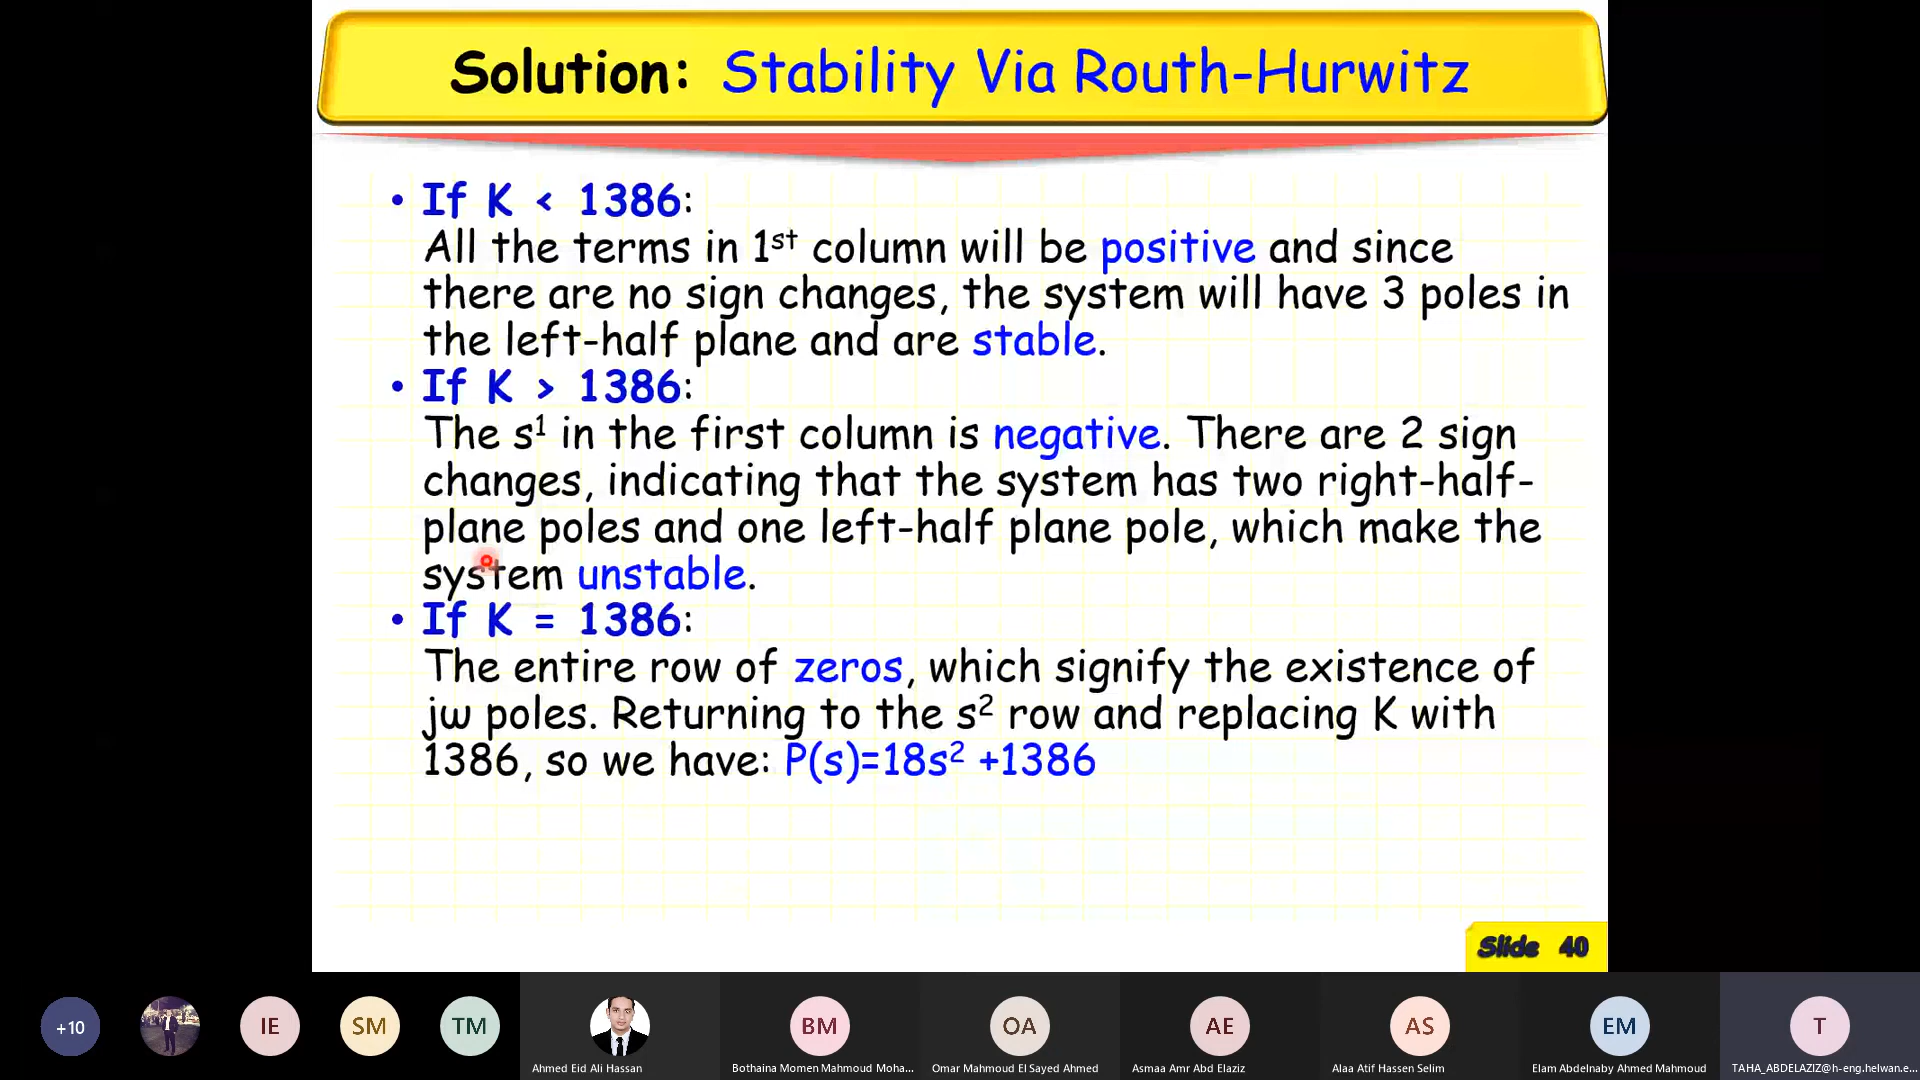 Solution: Stability Via Routh-Hurwitz
• If K < 1386:
All the terms in 1st column will be positive and since
there are no sign changes, the system will have 3 poles in
the left-half plane and are stable.
• If K > 1386:
The s¹ in the first column is negative. There are 2 sign
changes, indicating that the system has two right-half-
plane poles and one left-half plane pole, which make the
system unstable.
• If K = 1386:
The entire row of zeros, which signify the existence of
jω poles. Returning to the s² row and replacing K with
1386, so we have: P(s)=18s² +1386
Slide 40
+10
IE
SM
TM
BM
OA
AE
AS
EM
T
Ahmed Eid Ali Hassan
Bothaina Momen Mahmoud Moha...
Omar Mahmoud El Sayed Ahmed
Asmaa Amr Abd Elaziz
Alaa Atif Hassen Selim
Elam Abdelnaby Ahmed Mahmoud
TAHA_ABDELAZIZ@h-eng.helwan.e...